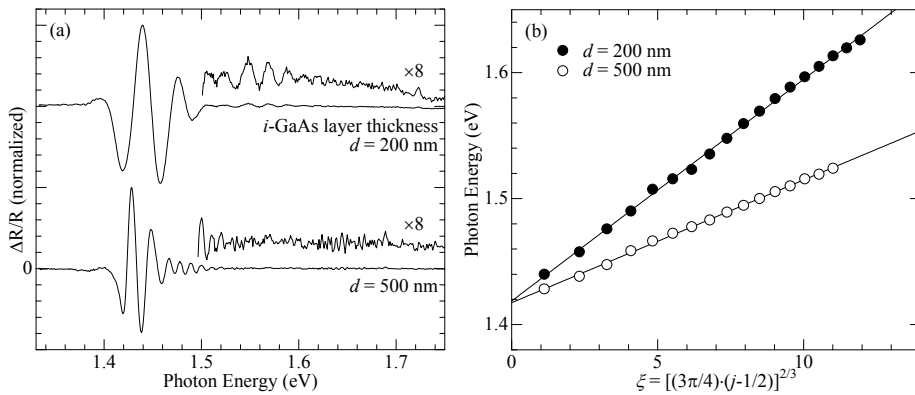 (a)
×8
i-GaAs layer thickness
d = 200 nm
×8
0
d = 500 nm
ΔR/R (normalized)
1.4 1.5 1.6 1.7
Photon Energy (eV)
(b)
d = 200 nm
d = 500 nm
1.6
1.5
1.4
Photon Energy (eV)
0 5 10
ξ = [(3π/4)·(j-1/2)]^{2/3}